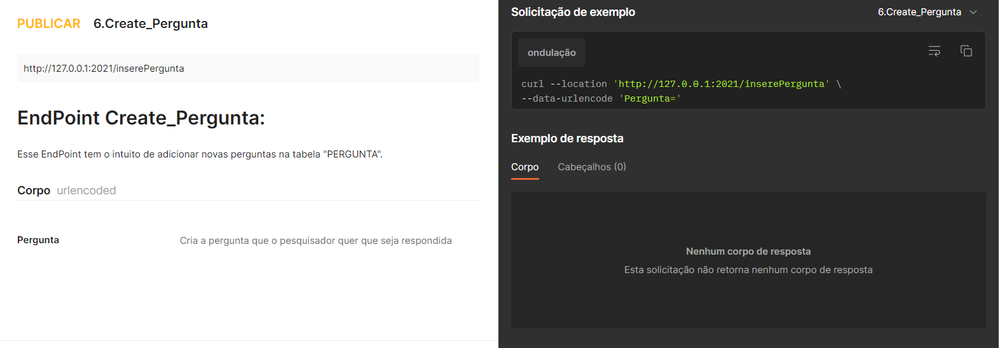 PUBLICAR 6.Create_Pergunta
http://127.0.0.1:2021/inserePergunta
EndPoint Create_Pergunta:
Esse EndPoint tem o intuito de adicionar novas perguntas na tabela "PERGUNTA".
Corpo urlencoded
Pergunta Cria a pergunta que o pesquisador quer que seja respondida
Solicitação de exemplo 6.Create_Pergunta
ondulação
curl --location 'http://127.0.0.1:2021/inserePergunta' \
--data-urlencode 'Pergunta='
Exemplo de resposta
Corpo Cabeçalhos (0)
Nenhum corpo de resposta
Esta solicitação não retorna nenhum corpo de resposta